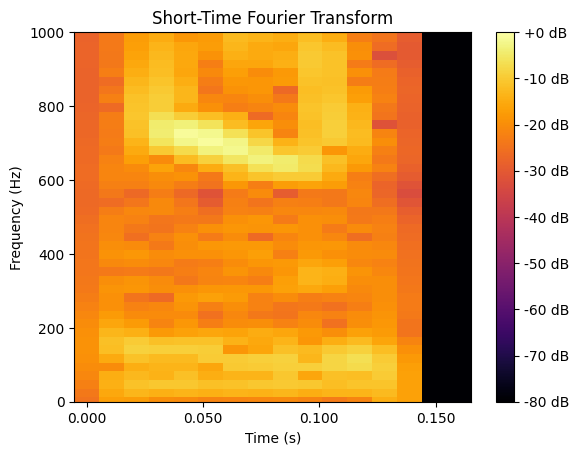 Short-Time Fourier Transform
1000
800
600
400
200
0
Frequency (Hz)
0.000
0.050
0.100
0.150
Time (s)
+0 dB
-10 dB
-20 dB
-30 dB
-40 dB
-50 dB
-60 dB
-70 dB
-80 dB